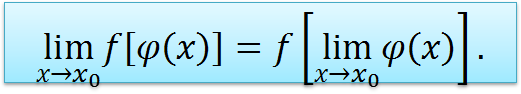 lim_{x→x₀} f[φ(x)] = f[lim_{x→x₀} φ(x)].